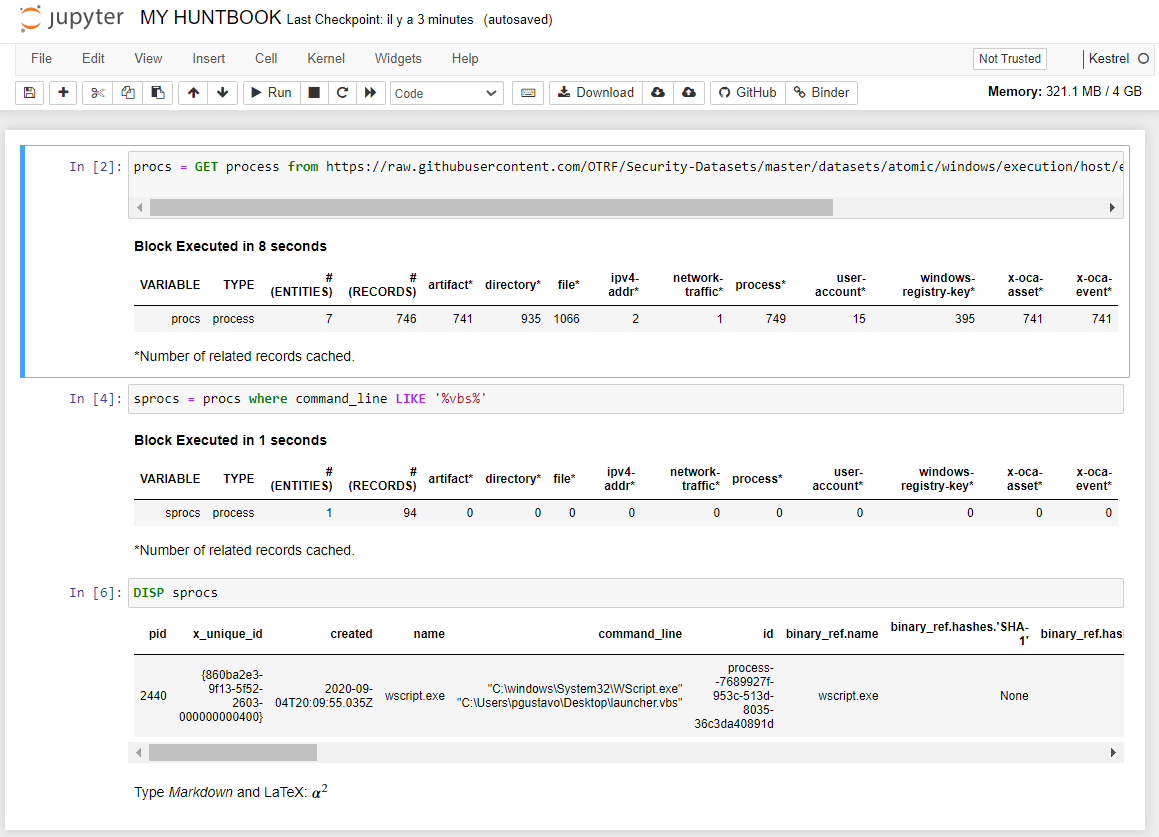 jupyter MY HUNTBOOK Last Checkpoint: il y a 3 minutes (autosaved)
File Edit View Insert Cell Kernel Widgets Help Not Trusted Kestrel
Run Code Download GitHub Binder Memory: 321.1 MB / 4 GB
In [2]: procs = GET process from https://raw.githubusercontent.com/OTRF/Security-Datasets/master/datasets/atomic/windows/execution/host/e
Block Executed in 8 seconds
VARIABLE TYPE # (ENTITIES) # (RECORDS) artifact* directory* file* ipv4-addr* network-traffic* process* user-account* windows-registry-key* x-oca-asset* x-oca-event*
procs process 7 746 741 935 1066 2 1 749 15 395 741 741
*Number of related records cached.
In [4]: sprocs = procs where command_line LIKE '%vbs%'
Block Executed in 1 seconds
VARIABLE TYPE # (ENTITIES) # (RECORDS) artifact* directory* file* ipv4-addr* network-traffic* process* user-account* windows-registry-key* x-oca-asset* x-oca-event*
sprocs process 1 94 0 0 0 0 0 0 0 0 0 0
*Number of related records cached.
In [6]: DISP sprocs
pid x_unique_id created name command_line id binary_ref.name binary_ref.hashes.'SHA-1' binary_ref.has
2440 {860ba2e3-9f13-5f52-2603-000000000400} 2020-09-04T20:09:55.035Z wscript.exe "C:\windows\System32\WScript.exe" "C:\Users\pgustavo\Desktop\launcher.vbs" process--7689927f-953c-513d-8035-36c3da40891d wscript.exe None
Type Markdown and LaTeX: α²